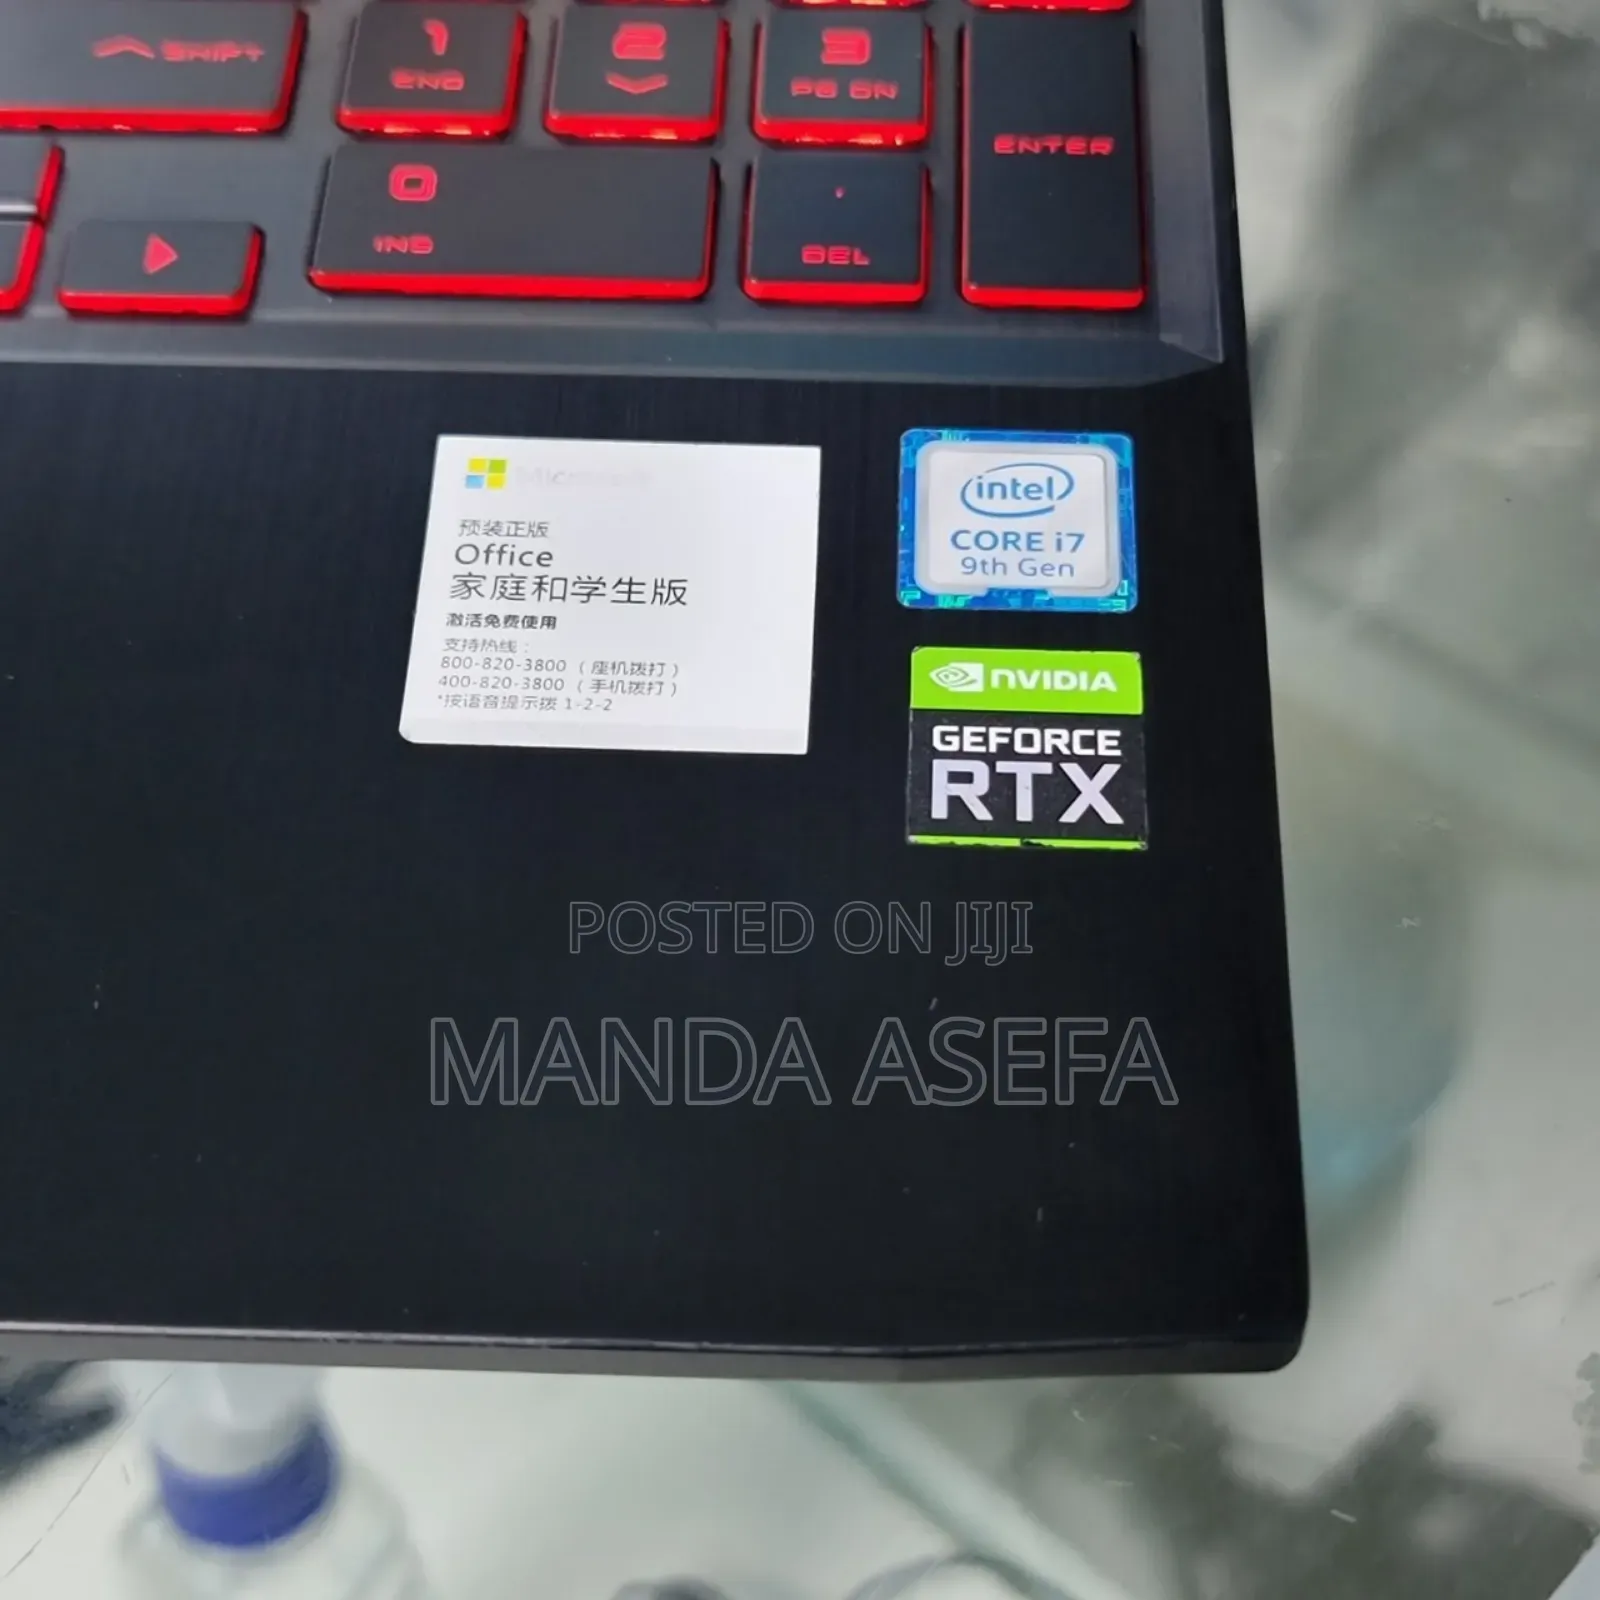 SHIFT
1
END
2
3
PG DN
ENTER
0
INS
.
DEL
Microsoft
预装正版
Office
家庭和学生版
激活免费使用
支持热线：
800-820-3800 （座机拨打）
400-820-3800 （手机拨打）
*按语音提示拨 1-2-2
intel
CORE i7
9th Gen
NVIDIA
GEFORCE
RTX
POSTED ON JIJI
MANDA ASEFA